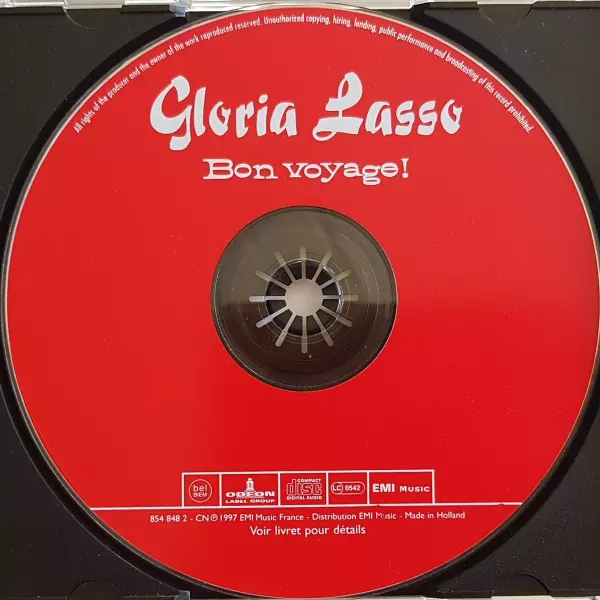 All rights of the producer and the owner of the work reproduced reserved. Unauthorized copying, hiring, lending, public performance and broadcasting of this record prohibited.
Gloria Lasso
Bon voyage!
bel
BIEM
ODEON
LABEL GROUP
COMPACT
disc
DIGITAL AUDIO
LC 0542
EMI MUSIC
854 848 2 - CN Ⓟ 1997 EMI Music France - Distribution EMI Music - Made in Holland
Voir livret pour détails